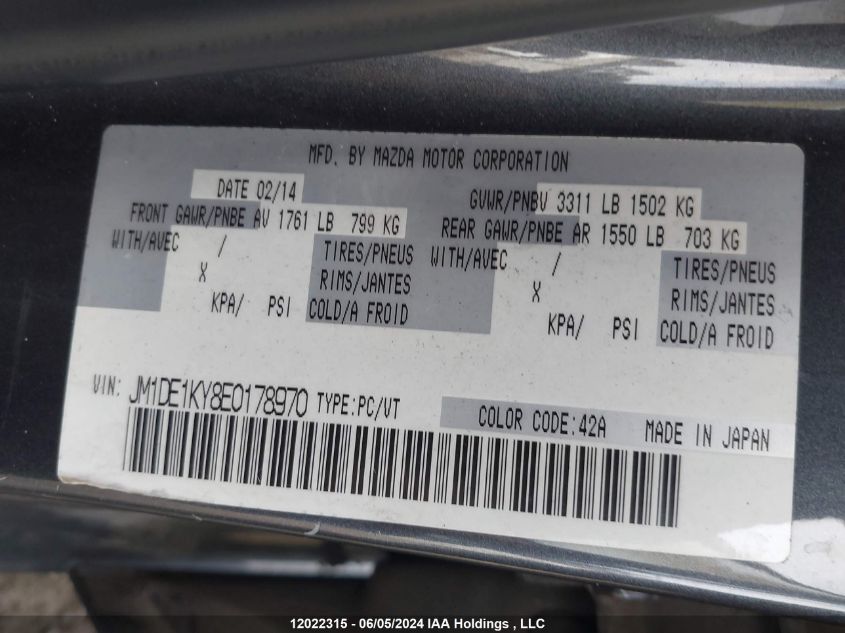 MFD. BY MAZDA MOTOR CORPORATION
DATE 02/14 GVWR/PNBV 3311 LB 1502 KG
FRONT GAWR/PNBE AV 1761 LB 799 KG REAR GAWR/PNBE AR 1550 LB 703 KG
WITH/AVEC / TIRES/PNEUS WITH/AVEC / TIRES/PNEUS
X RIMS/JANTES X RIMS/JANTES
KPA/ PSI COLD/A FROID KPA/ PSI COLD/A FROID
VIN: JM1DE1KY8E0178970 TYPE:PC/VT COLOR CODE:42A MADE IN JAPAN
12022315 - 06/05/2024 IAA Holdings , LLC